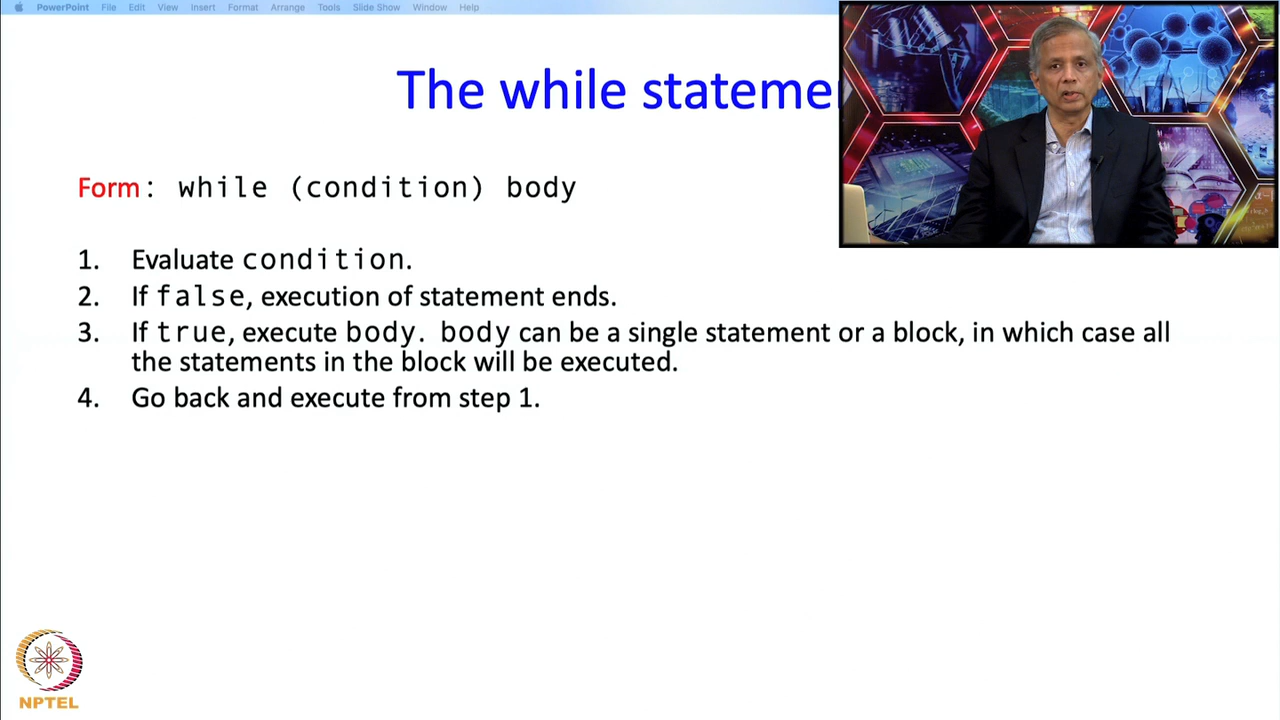 PowerPoint File Edit View Insert Format Arrange Tools Slide Show Window Help
The while stateme
Form: while (condition) body
1. Evaluate condition.
2. If false, execution of statement ends.
3. If true, execute body. body can be a single statement or a block, in which case all
the statements in the block will be executed.
4. Go back and execute from step 1.
NPTEL